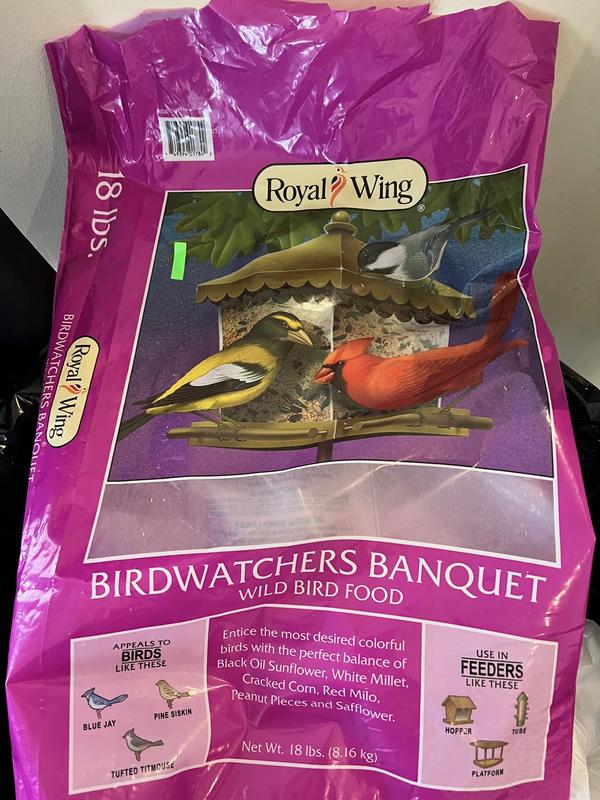 18 lbs.
Royal Wing®
Royal Wing
BIRDWATCHERS BANQUET
BIRDWATCHERS BANQUET
WILD BIRD FOOD
APPEALS TO
BIRDS
LIKE THESE
BLUE JAY
PINE SISKIN
TUFTED TITMOUSE
Entice the most desired colorful
birds with the perfect balance of
Black Oil Sunflower, White Millet,
Cracked Corn, Red Milo,
Peanut Pieces and Safflower.
Net Wt. 18 lbs. (8.16 kg)
USE IN
FEEDERS
LIKE THESE
HOPPER
TUBE
PLATFORM